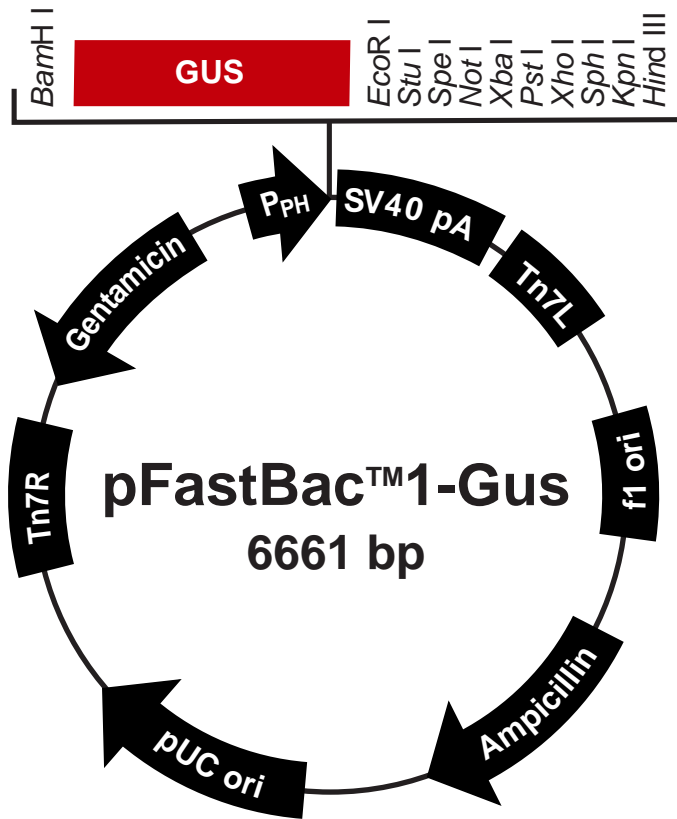 BamH I
GUS
EcoR I
Stu I
Spe I
Not I
Xba I
Pst I
Xho I
Sph I
Kpn I
Hind III
PPH
SV40 pA
Tn7L
f1 ori
Ampicillin
pUC ori
Tn7R
Gentamicin
pFastBac™1-Gus
6661 bp